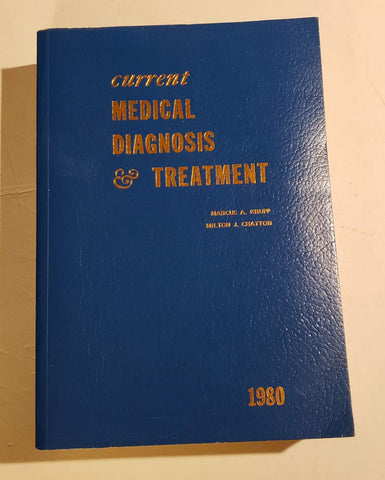 current
MEDICAL
DIAGNOSIS
& TREATMENT
MARCUS A. KRUPP
MILTON J. CHATTON
1980